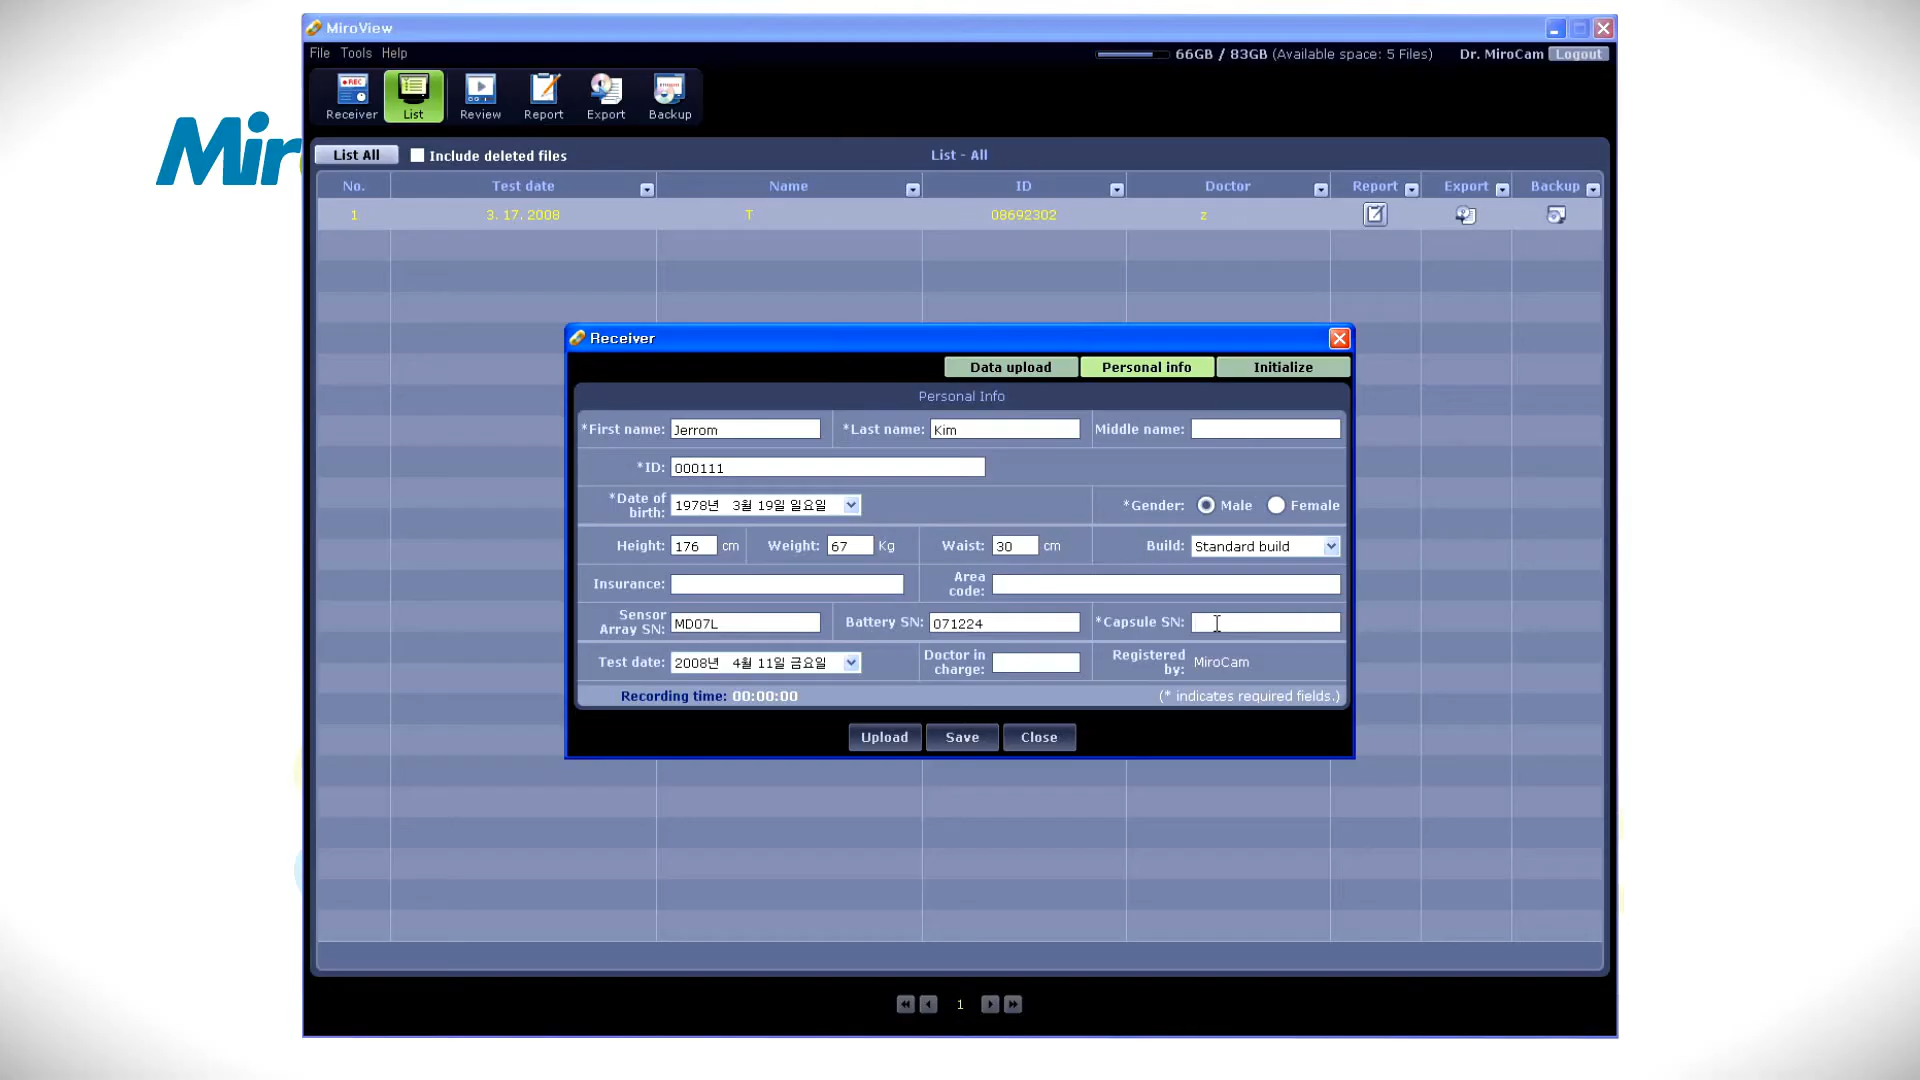 MiroView
File Tools Help
66GB / 83GB (Available space: 5 Files) Dr. MiroCam Logout
Receiver List Review Report Export Backup
Mir
List All Include deleted files List - All
No. Test date Name ID Doctor Report Export Backup
1 3. 17. 2008 T 08692302 z
Receiver
Data upload Personal info Initialize
Personal Info
*First name: Jerrom *Last name: Kim Middle name:
*ID: 000111
*Date of birth: 1978년 3월 19일 일요일 *Gender: Male Female
Height: 176 cm Weight: 67 Kg Waist: 30 cm Build: Standard build
Insurance: Area code:
Sensor Array SN: MD07L Battery SN: 071224 *Capsule SN:
Test date: 2008년 4월 11일 금요일 Doctor in charge: Registered by: MiroCam
Recording time: 00:00:00 (* indicates required fields.)
Upload Save Close
1